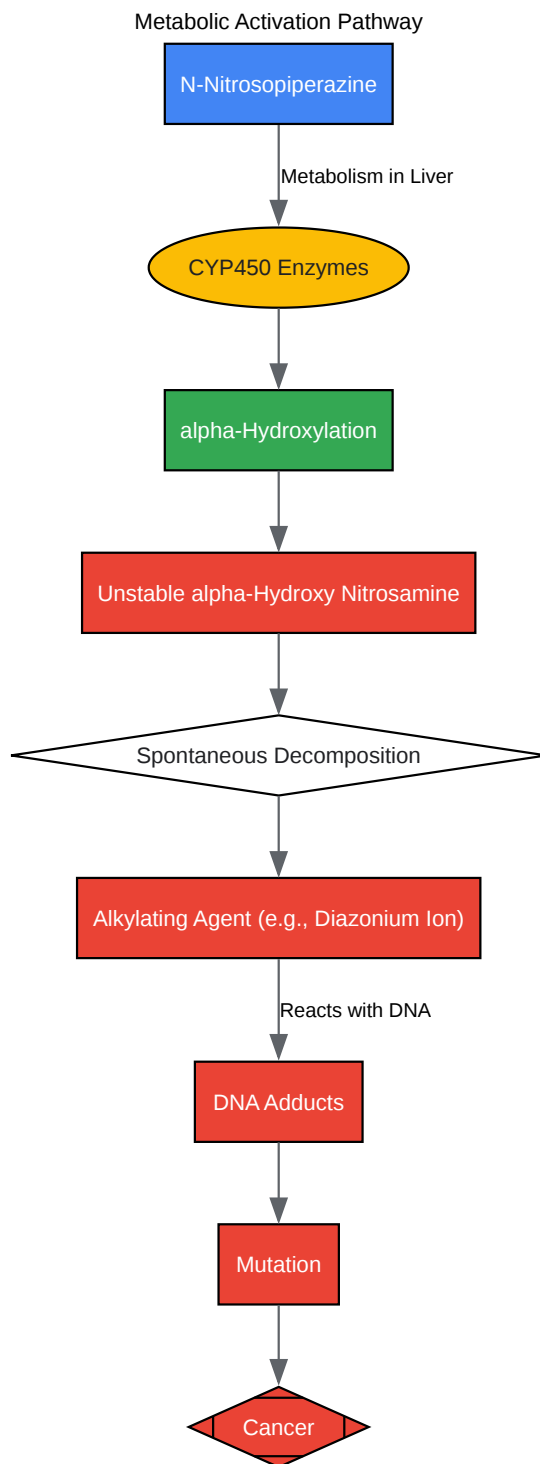 Metabolic Activation Pathway
N-Nitrosopiperazine
Metabolism in Liver
CYP450 Enzymes
alpha-Hydroxylation
Unstable alpha-Hydroxy Nitrosamine
Spontaneous Decomposition
Alkylating Agent (e.g., Diazonium Ion)
Reacts with DNA
DNA Adducts
Mutation
Cancer